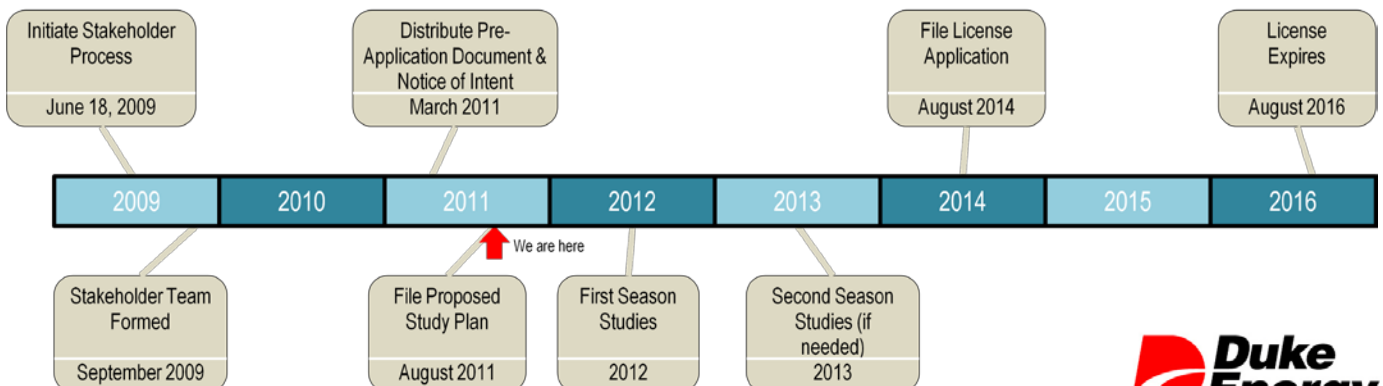 Initiate Stakeholder
Process
June 18, 2009
Distribute Pre-
Application Document &
Notice of Intent
March 2011
File License
Application
August 2014
License
Expires
August 2016
2009
2010
2011
2012
2013
2014
2015
2016
We are here
Stakeholder Team
Formed
September 2009
File Proposed
Study Plan
August 2011
First Season
Studies
2012
Second Season
Studies (if
needed)
2013
Duke
Energy